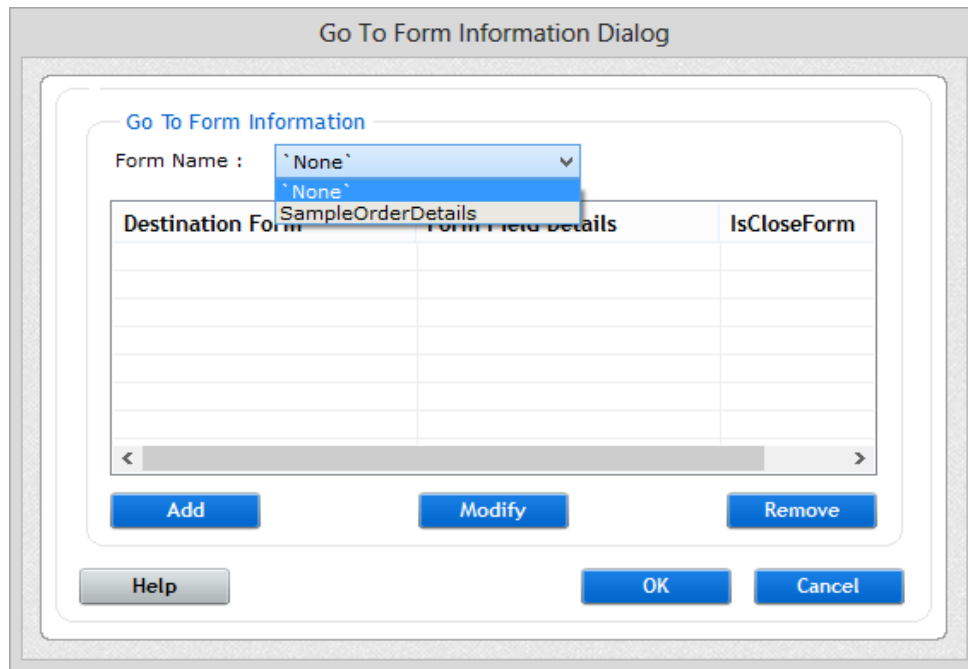 Go To Form Information Dialog
Go To Form Information
Form Name : `None`
`None`
SampleOrderDetails
Destination Form Form Field Details IsCloseForm
Add Modify Remove
Help OK Cancel